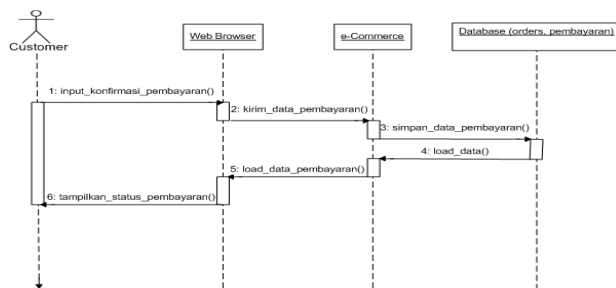 Customer
Web Browser
e-Commerce
Database (orders, pembayaran)
1: input_konfirmasi_pembayaran()
2: kirim_data_pembayaran()
3: simpan_data_pembayaran()
4: load_data()
5: load_data_pembayaran()
6: tampilkan_status_pembayaran()